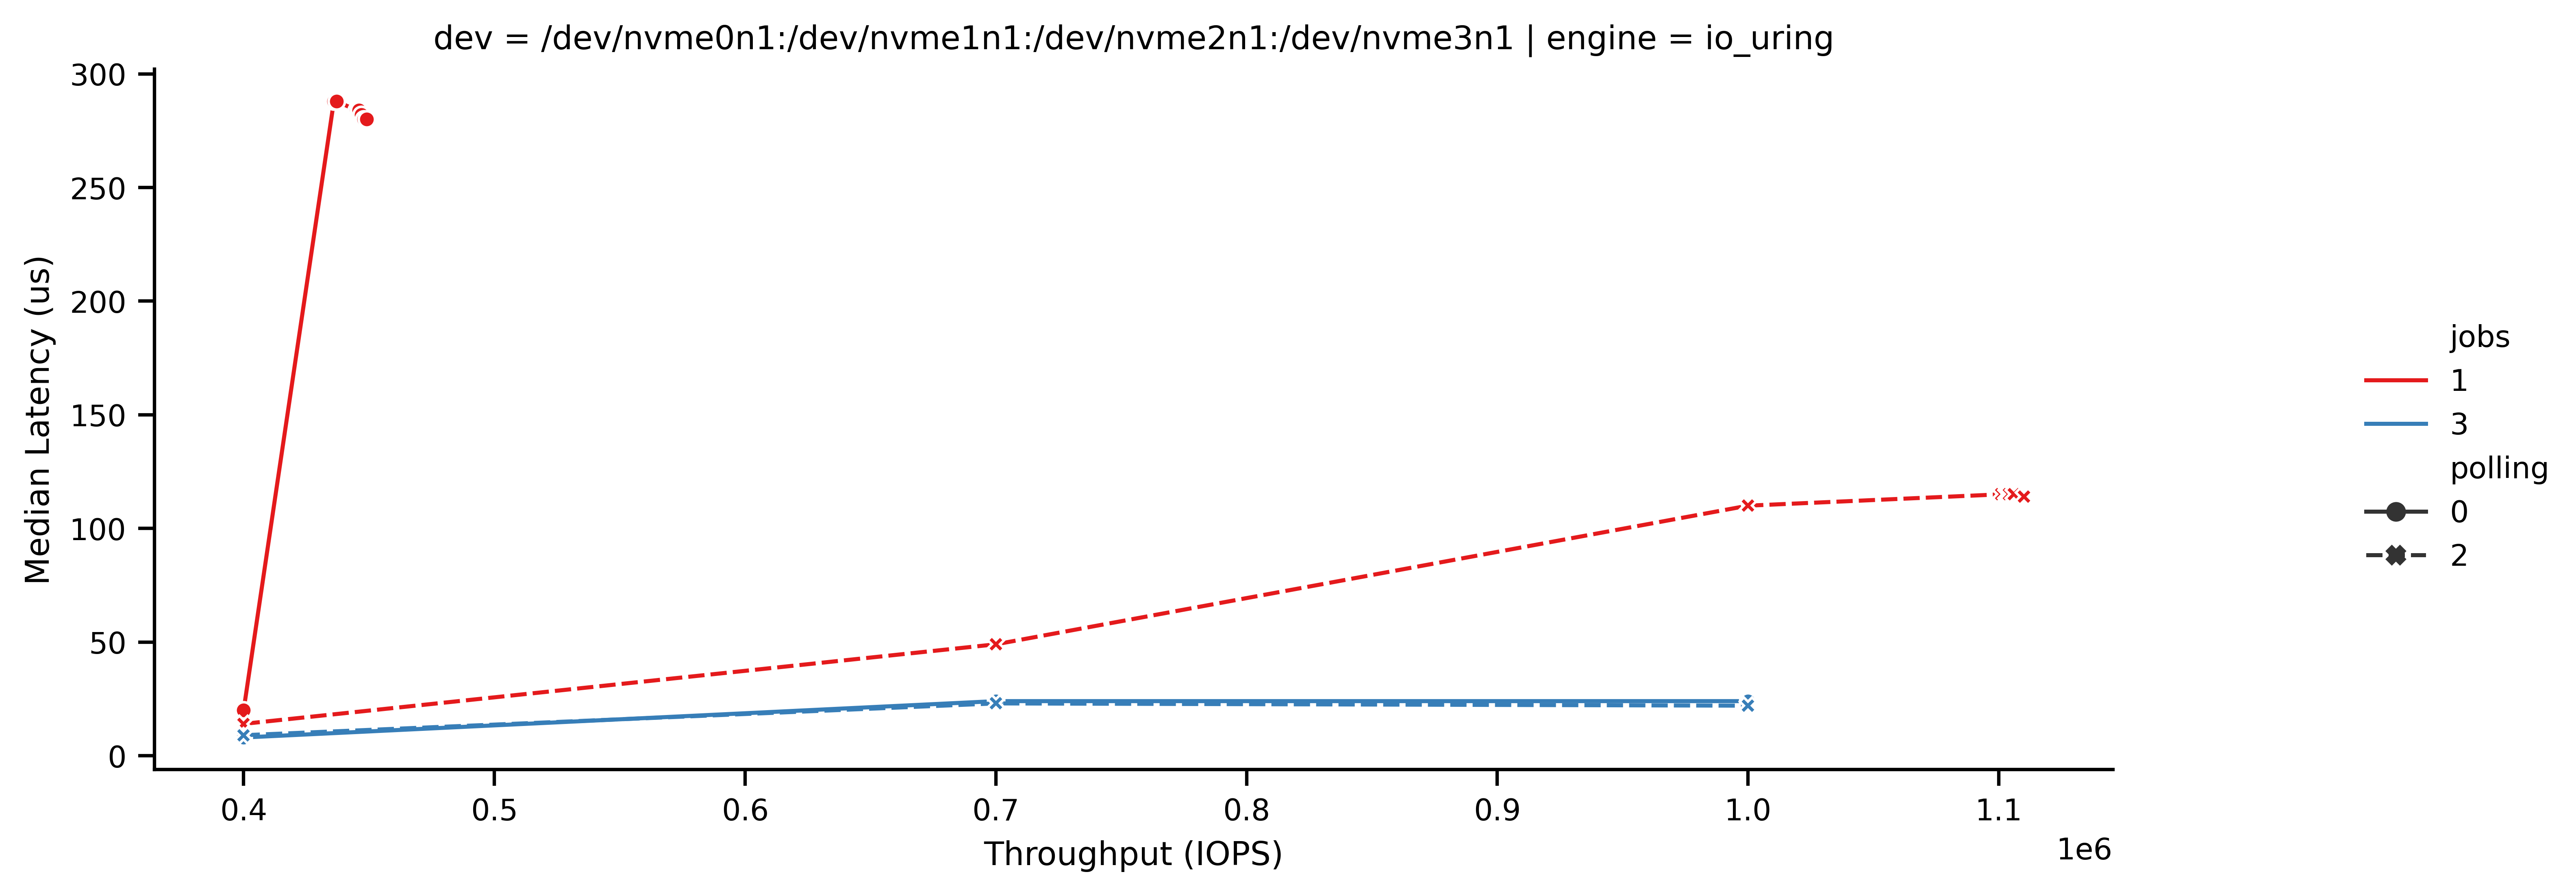 dev = /dev/nvme0n1:/dev/nvme1n1:/dev/nvme2n1:/dev/nvme3n1 | engine = io_uring
Median Latency (us)
300
250
200
150
100
50
0
0.4 0.5 0.6 0.7 0.8 0.9 1.0 1.1
1e6
Throughput (IOPS)
jobs
1
3
polling
0
2